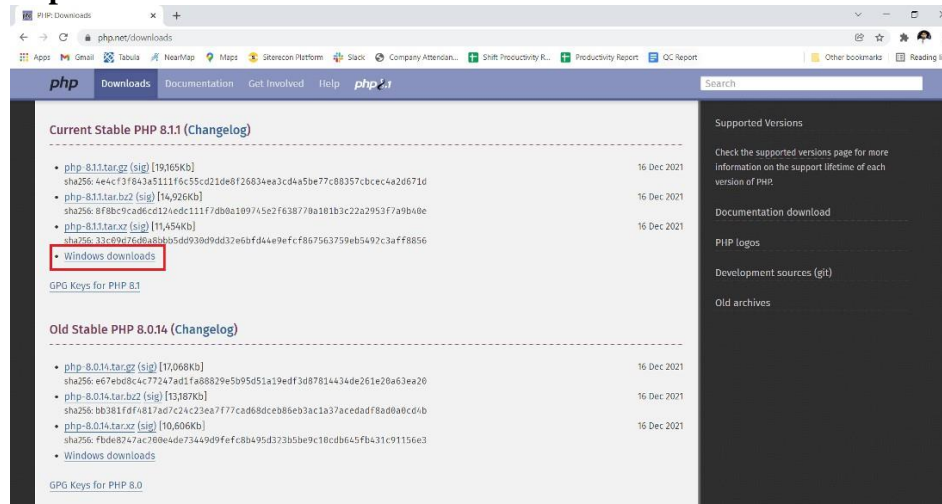 PHP: Downloads
php.net/downloads
Apps Gmail Tabula NearMap Maps Siterecon Platform Slack Company Attendan... Shift Productivity R... Productivity Report QC Report Other bookmarks Reading li
php Downloads Documentation Get Involved Help php8.1 Search
Current Stable PHP 8.1.1 (Changelog)
php-8.1.1.tar.gz (sig) [19,165Kb] 16 Dec 2021
sha256: 4e4cf3f843a5111f6c55cd21de8f26834ea3cd4a5be77c88357cbcec4a2d671d
php-8.1.1.tar.bz2 (sig) [14,926Kb] 16 Dec 2021
sha256: 8f8bc9cad6cd124edc111f7db0a109745e2f638770a101b3c22a2953f7a9b40e
php-8.1.1.tar.xz (sig) [11,454Kb] 16 Dec 2021
sha256: 33c09d76d0a8bbb5dd930d9dd32e6bfd44e9efcf867563759eb5492c3aff8856
Windows downloads
GPG Keys for PHP 8.1
Old Stable PHP 8.0.14 (Changelog)
php-8.0.14.tar.gz (sig) [17,068Kb] 16 Dec 2021
sha256: e67ebd8c4c77247ad1fa88829e5b95d51a19edf3d87814434de261e20a63ea20
php-8.0.14.tar.bz2 (sig) [13,187Kb] 16 Dec 2021
sha256: bb381fdf4817ad7c24c23ea7f77cad68dceb86eb3ac1a37acedadf8ad0a0cd4b
php-8.0.14.tar.xz (sig) [10,606Kb] 16 Dec 2021
sha256: fbde8247ac200e4de73449d9fefc8b495d323b5be9c10cdb645fb431c91156e3
Windows downloads
GPG Keys for PHP 8.0
Supported Versions
Check the supported versions page for more
information on the support lifetime of each
version of PHP.
Documentation download
PHP logos
Development sources (git)
Old archives